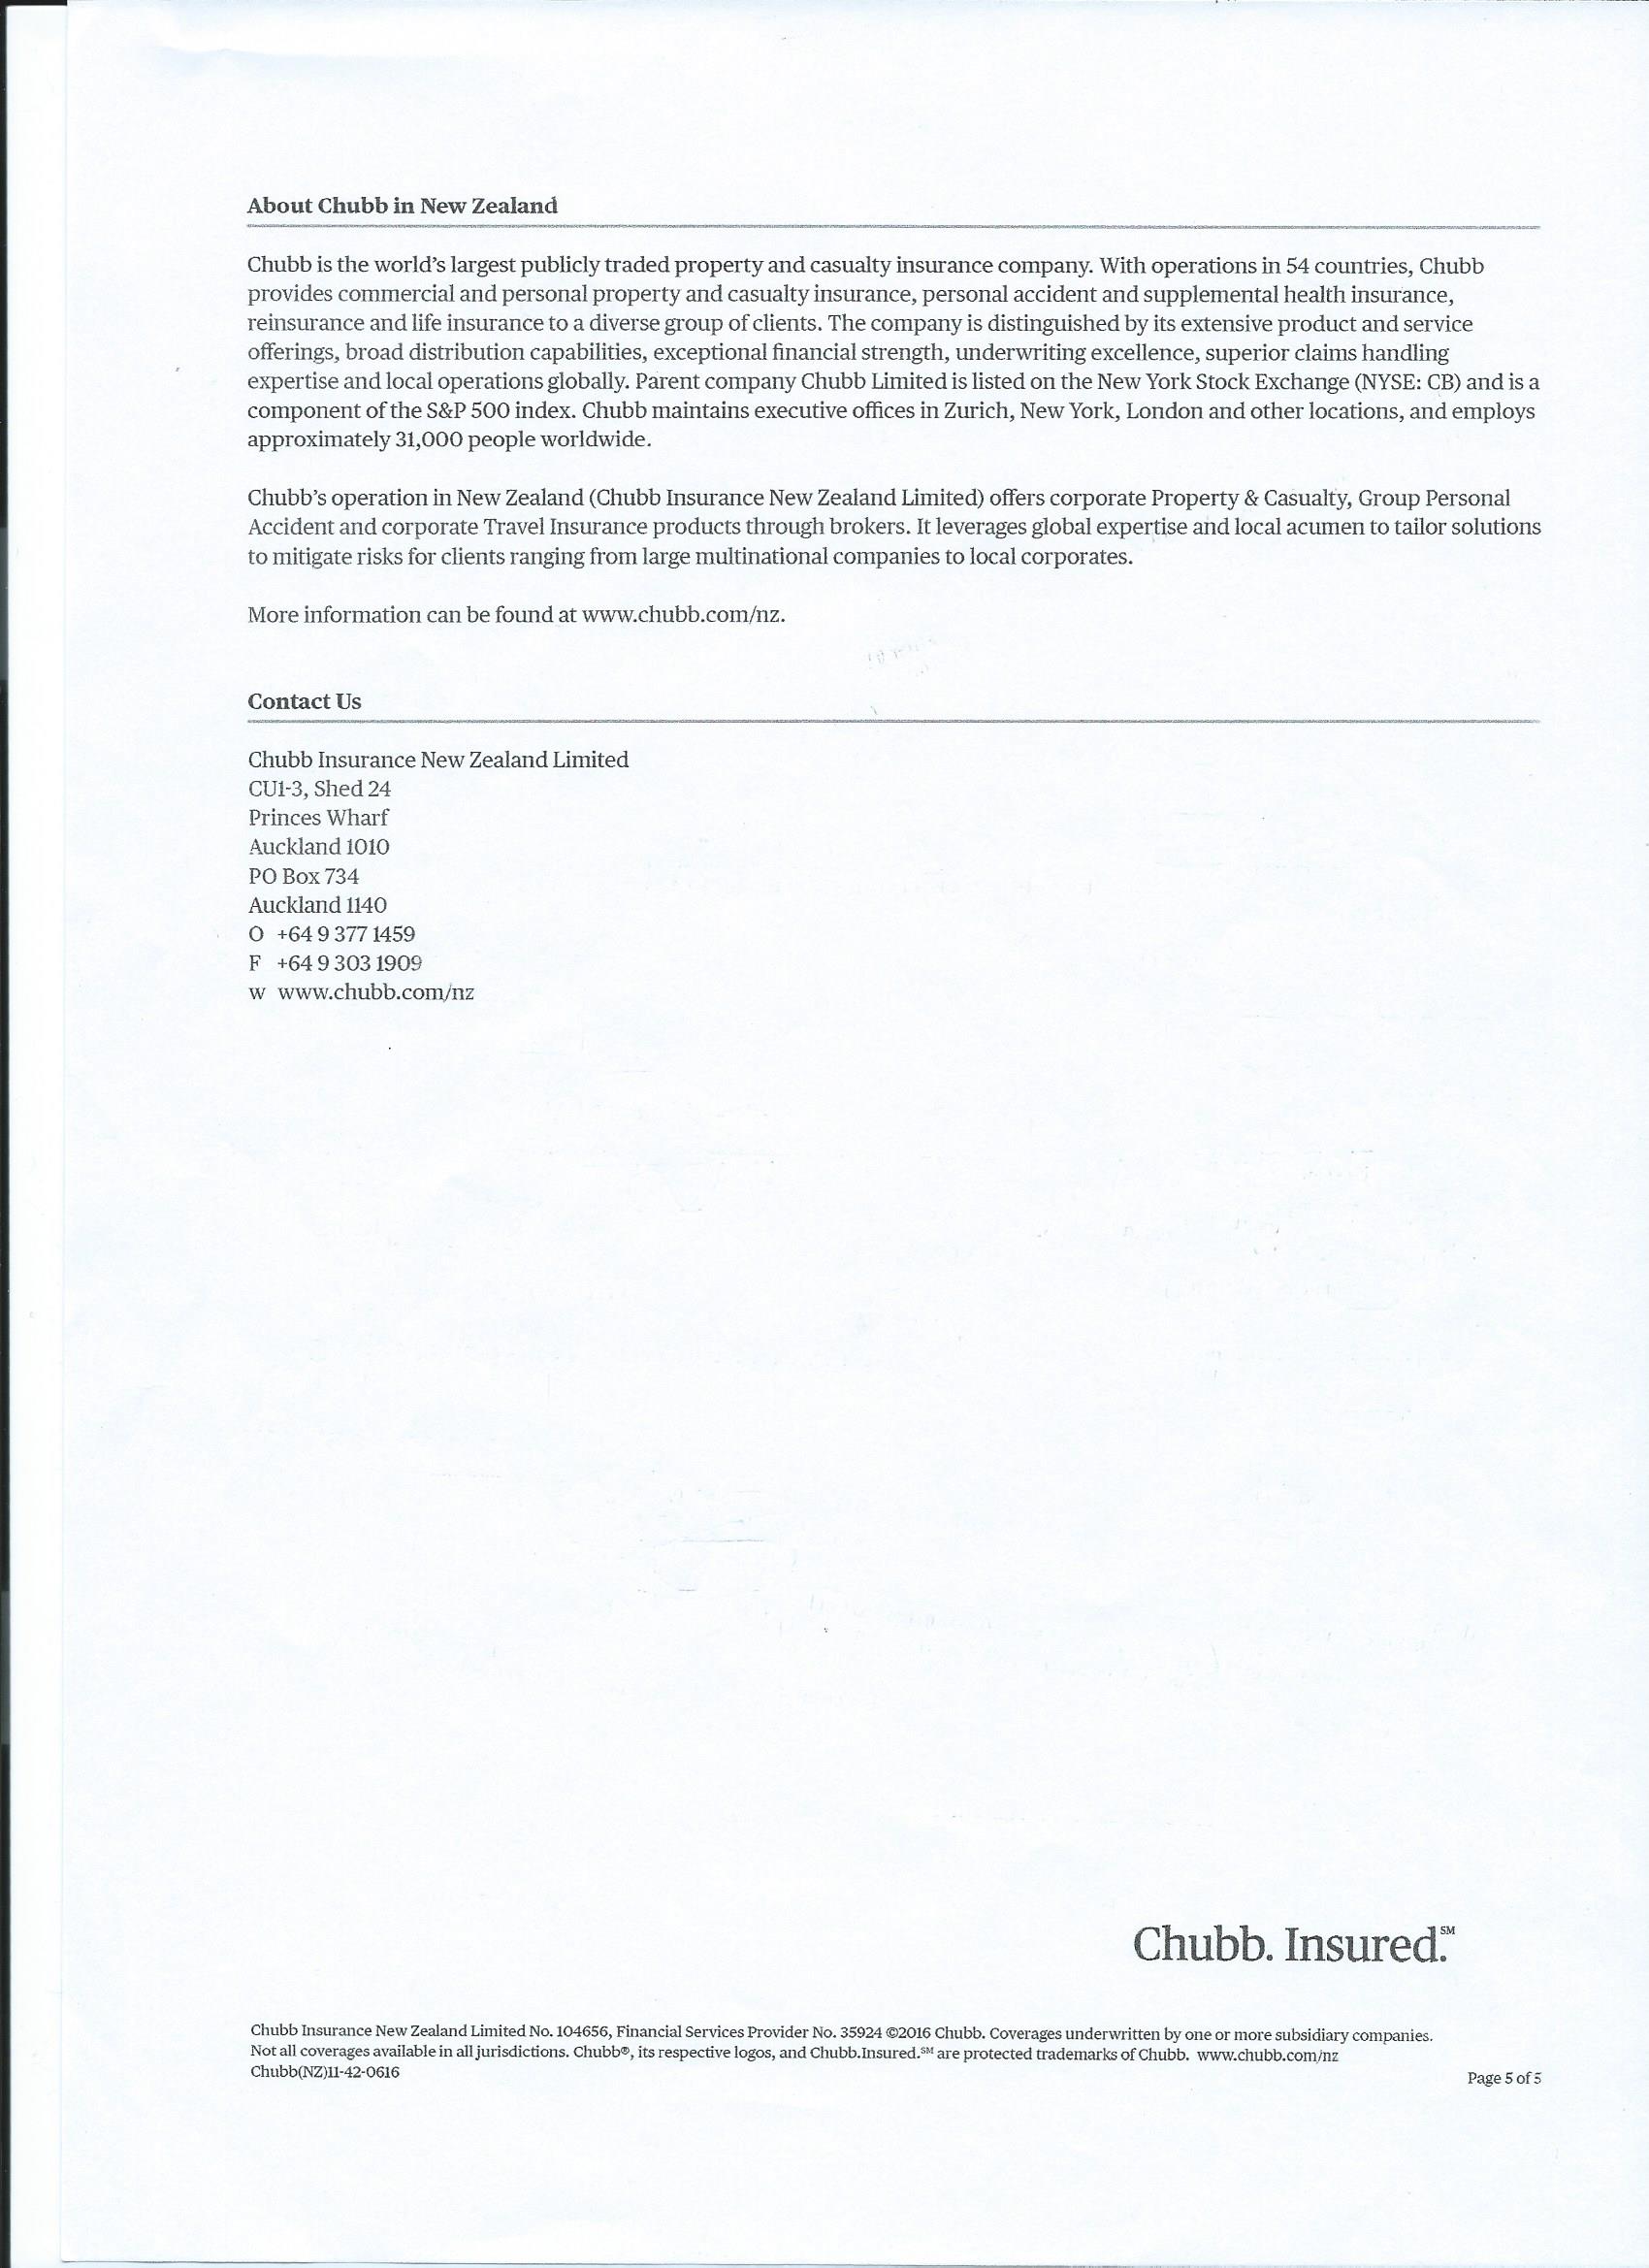 About Chubb in New Zealand
Chubb is the world's largest publicly traded property and casualty insurance company. With operations in 54 countries, Chubb
provides commercial and personal property and casualty insurance, personal accident and supplemental health insurance,
reinsurance and life insurance to a diverse group of clients. The company is distinguished by its extensive product and service
offerings, broad distribution capabilities, exceptional financial strength, underwriting excellence, superior claims handling
expertise and local operations globally. Parent company Chubb Limited is listed on the New York Stock Exchange (NYSE: CB) and is a
component of the S&P 500 index. Chubb maintains executive offices in Zurich, New York, London and other locations, and employs
approximately 31,000 people worldwide.
Chubb's operation in New Zealand (Chubb Insurance New Zealand Limited) offers corporate Property & Casualty, Group Personal
Accident and corporate Travel Insurance products through brokers. It leverages global expertise and local acumen to tailor solutions
to mitigate risks for clients ranging from large multinational companies to local corporates.
More information can be found at www.chubb.com/nz.
Contact Us
Chubb Insurance New Zealand Limited
CU1-3, Shed 24
Princes Wharf
Auckland 1010
PO Box 734
Auckland 1140
O +64 9 377 1459
F +64 9 303 1909
w www.chubb.com/nz
Chubb. Insured.℠
Chubb Insurance New Zealand Limited No. 104656, Financial Services Provider No. 35924 ©2016 Chubb. Coverages underwritten by one or more subsidiary companies.
Not all coverages available in all jurisdictions. Chubb®, its respective logos, and Chubb.Insured.℠ are protected trademarks of Chubb. www.chubb.com/nz
Chubb(NZ)11-42-0616
Page 5 of 5